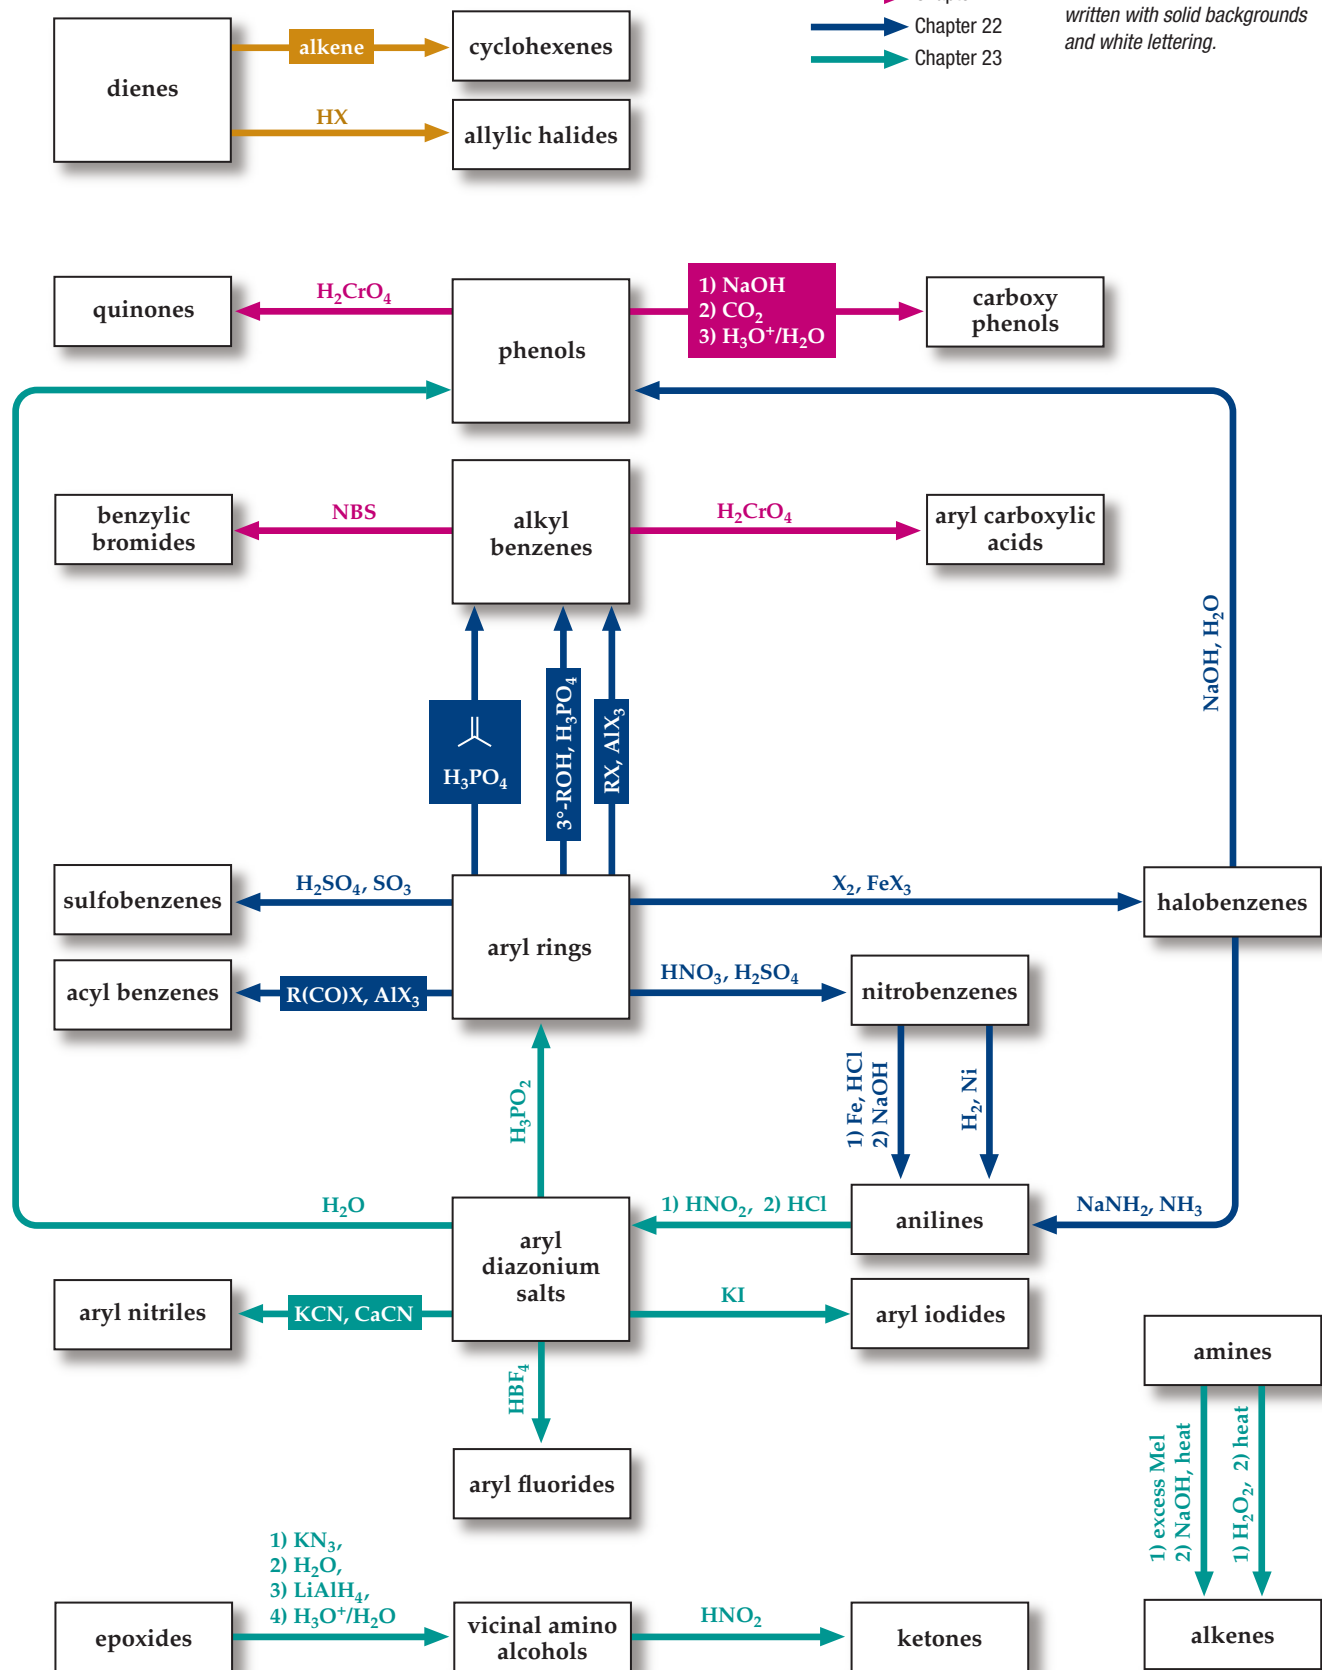 written with solid backgrounds
and white lettering.
Chapter 22
Chapter 23
dienes
alkene
cyclohexenes
HX
allylic halides
quinones
H₂CrO₄
phenols
1) NaOH
2) CO₂
3) H₃O⁺/H₂O
carboxy
phenols
benzylic
bromides
NBS
alkyl
benzenes
H₂CrO₄
aryl carboxylic
acids
NaOH, H₂O
H₃PO₄
3°-ROH, H₃PO₄
RX, AlX₃
sulfobenzenes
H₂SO₄, SO₃
aryl rings
X₂, FeX₃
halobenzenes
acyl benzenes
R(CO)X, AlX₃
HNO₃, H₂SO₄
nitrobenzenes
H₃PO₂
1) Fe, HCl
2) NaOH
H₂, Ni
H₂O
aryl
diazonium
salts
1) HNO₂, 2) HCl
anilines
NaNH₂, NH₃
aryl nitriles
KCN, CaCN
KI
aryl iodides
HBF₄
aryl fluorides
amines
1) excess MeI
2) NaOH, heat
1) H₂O₂, 2) heat
alkenes
1) KN₃,
2) H₂O,
3) LiAlH₄,
4) H₃O⁺/H₂O
epoxides
vicinal amino
alcohols
HNO₂
ketones